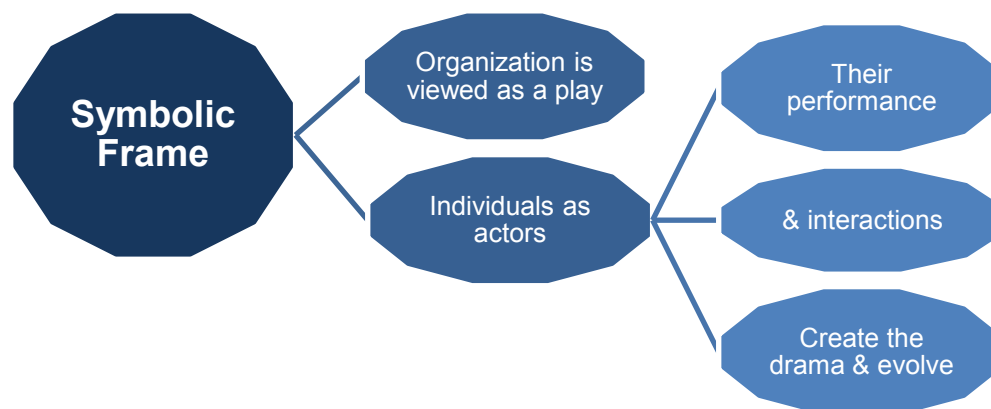 Symbolic
Frame
Organization is
viewed as a play
Individuals as
actors
Their
performance
& interactions
Create the
drama & evolve